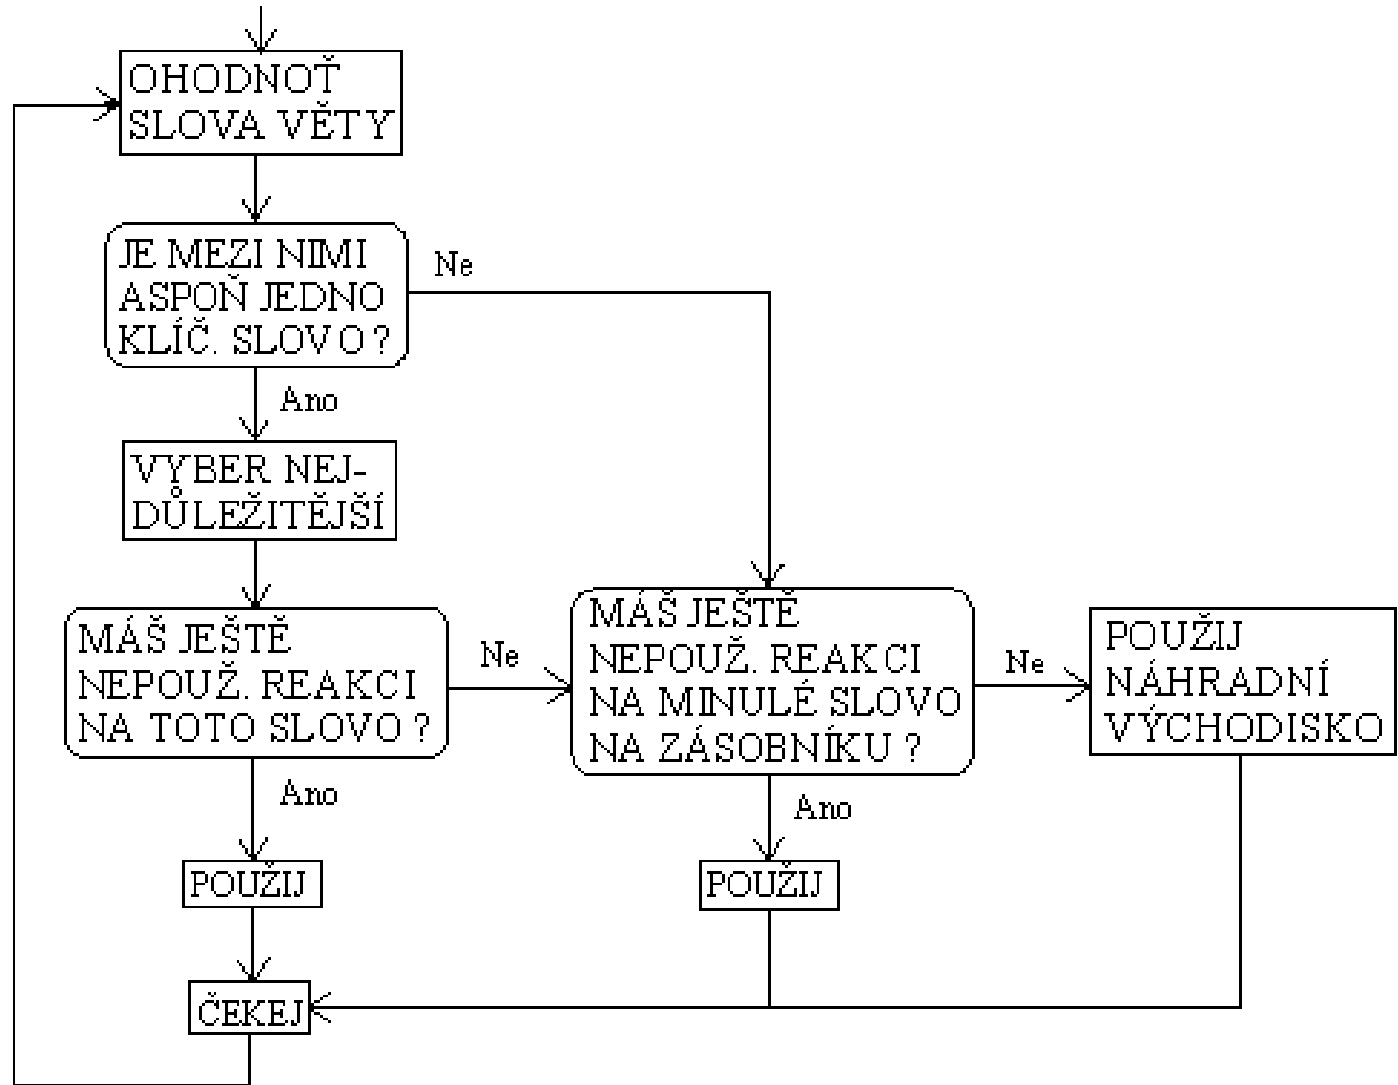 OHODNOŤ
SLOVA VĚTY
JE MEZI NIMI
ASPOŇ JEDNO
KLÍČ. SLOVO ?
Ne
Ano
VYBER NEJ-
DŮLEŽITĚJŠÍ
MÁŠ JEŠTĚ
NEPOUŽ. REAKCI
NA TOTO SLOVO ?
Ne
MÁŠ JEŠTĚ
NEPOUŽ. REAKCI
NA MINULÉ SLOVO
NA ZÁSOBNÍKU ?
Ne
POUŽIJ
NÁHRADNÍ
VÝCHODISKO
Ano
Ano
POUŽIJ
POUŽIJ
ČEKEJ